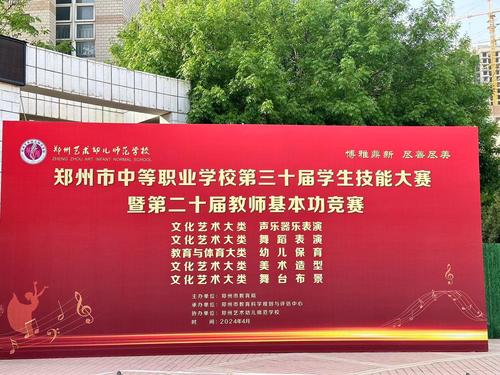 郑州艺术幼儿师范学校
ZHENG ZHOU ART INFANT NORMAL SCHOOL
博雅鼎新 尽善尽美
郑州市中等职业学校第三十届学生技能大赛
暨第二十届教师基本功竞赛
文化艺术大类 声乐器乐表演
文化艺术大类 舞蹈表演
教育与体育大类 幼儿保育
文化艺术大类 美术造型
文化艺术大类 舞台布景
主办单位：郑州市教育局
承办单位：郑州市教育科学规划与评估中心
协办单位：郑州艺术幼儿师范学校
时 间：2024年4月